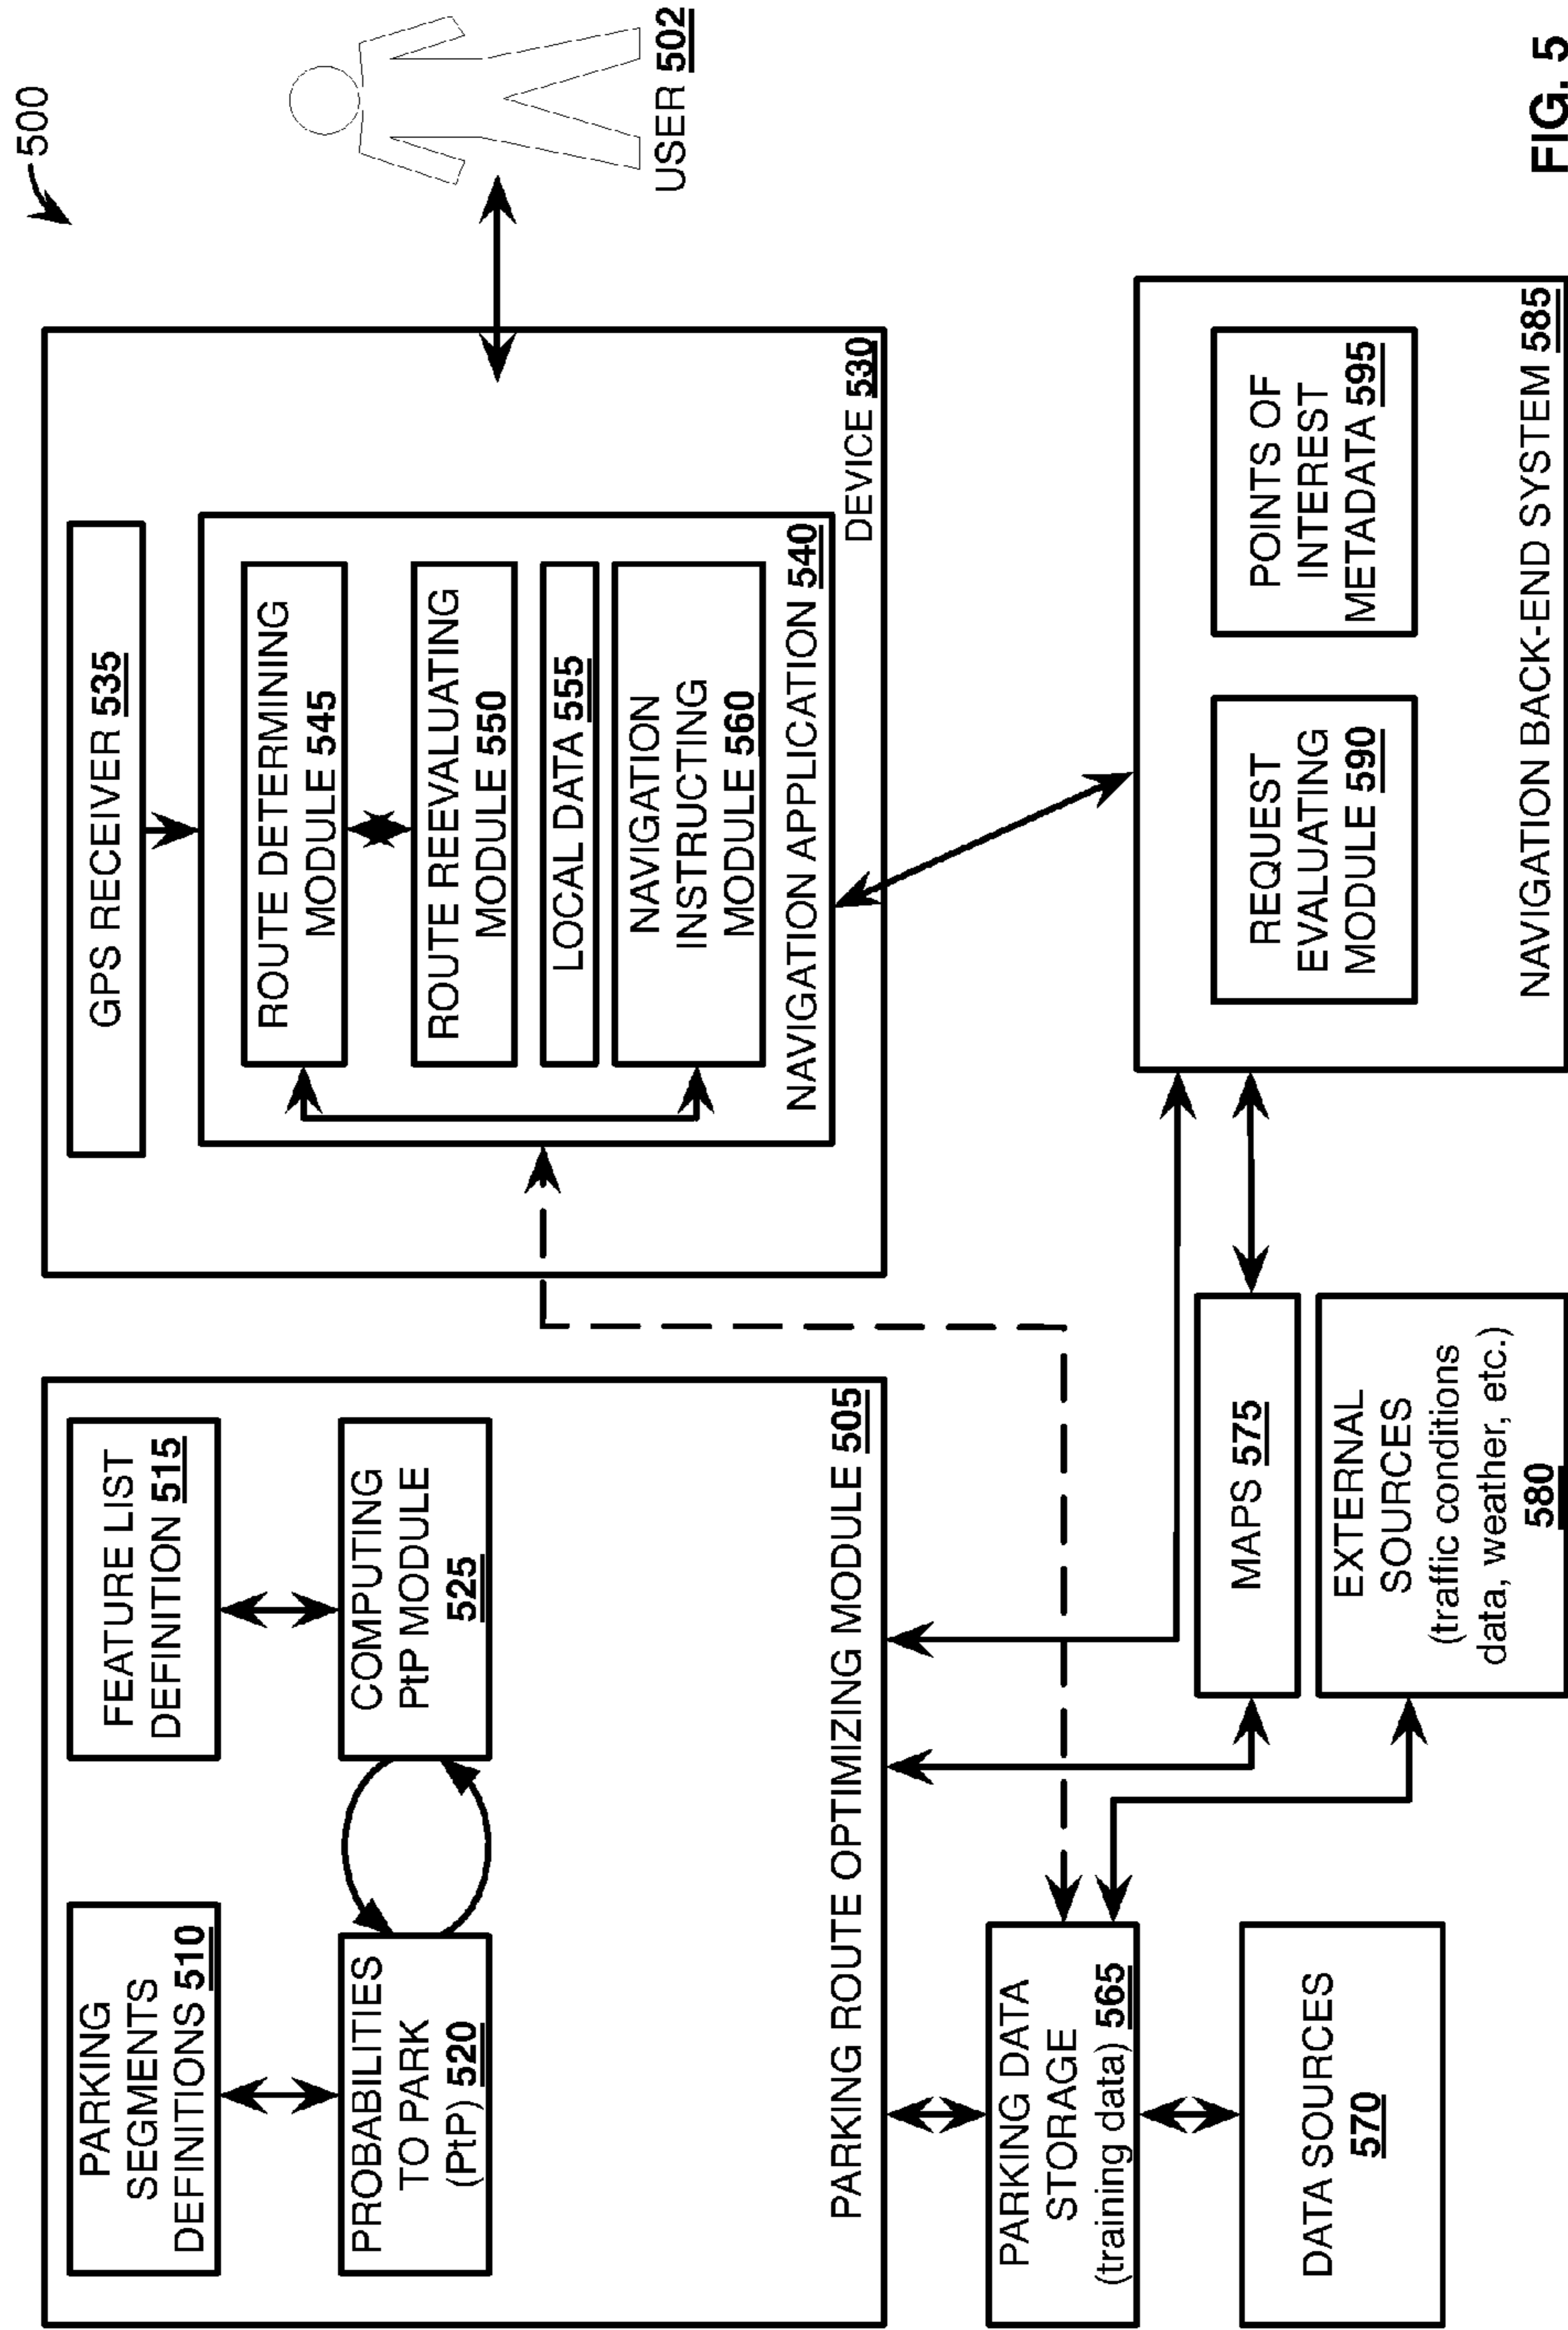 500
PARKING
SEGMENTS
DEFINITIONS 510
FEATURE LIST
DEFINITION 515
PROBABILITIES
TO PARK
(PtP) 520
COMPUTING
PtP MODULE
525
PARKING ROUTE OPTIMIZING MODULE 505
GPS RECEIVER 535
ROUTE DETERMINING
MODULE 545
ROUTE REEVALUATING
MODULE 550
LOCAL DATA 555
NAVIGATION
INSTRUCTING
MODULE 560
NAVIGATION APPLICATION 540
DEVICE 530
USER 502
PARKING DATA
STORAGE
(training data) 565
DATA SOURCES
570
MAPS 575
EXTERNAL
SOURCES
(traffic conditions
data, weather, etc.)
580
REQUEST
EVALUATING
MODULE 590
POINTS OF
INTEREST
METADATA 595
NAVIGATION BACK-END SYSTEM 585
FIG. 5